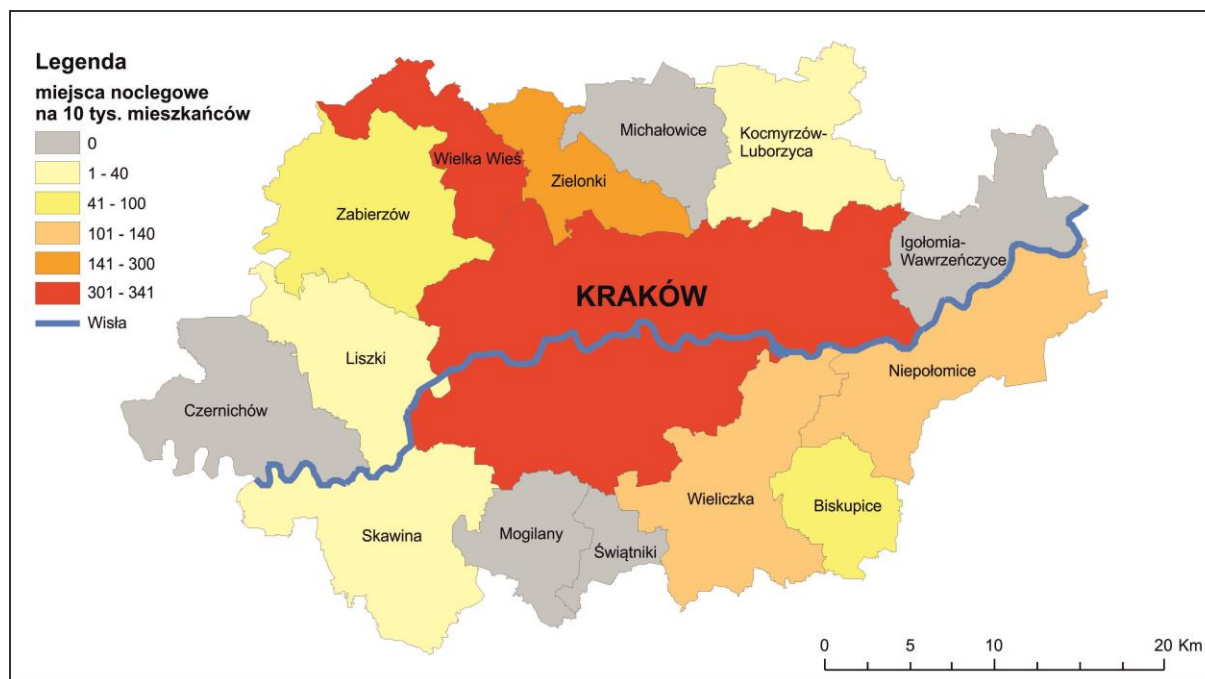 Legenda
miejsca noclegowe
na 10 tys. mieszkańców
0
1 - 40
41 - 100
101 - 140
141 - 300
301 - 341
Wisła
Michałowice
Kocmyrzów-
Luborzyca
Wielka Wieś
Zielonki
Zabierzów
Igołomia-
Wawrzeńczyce
KRAKÓW
Liszki
Niepołomice
Czernichów
Wieliczka
Biskupice
Skawina
Mogilany
Świątniki
0 5 10 20 Km